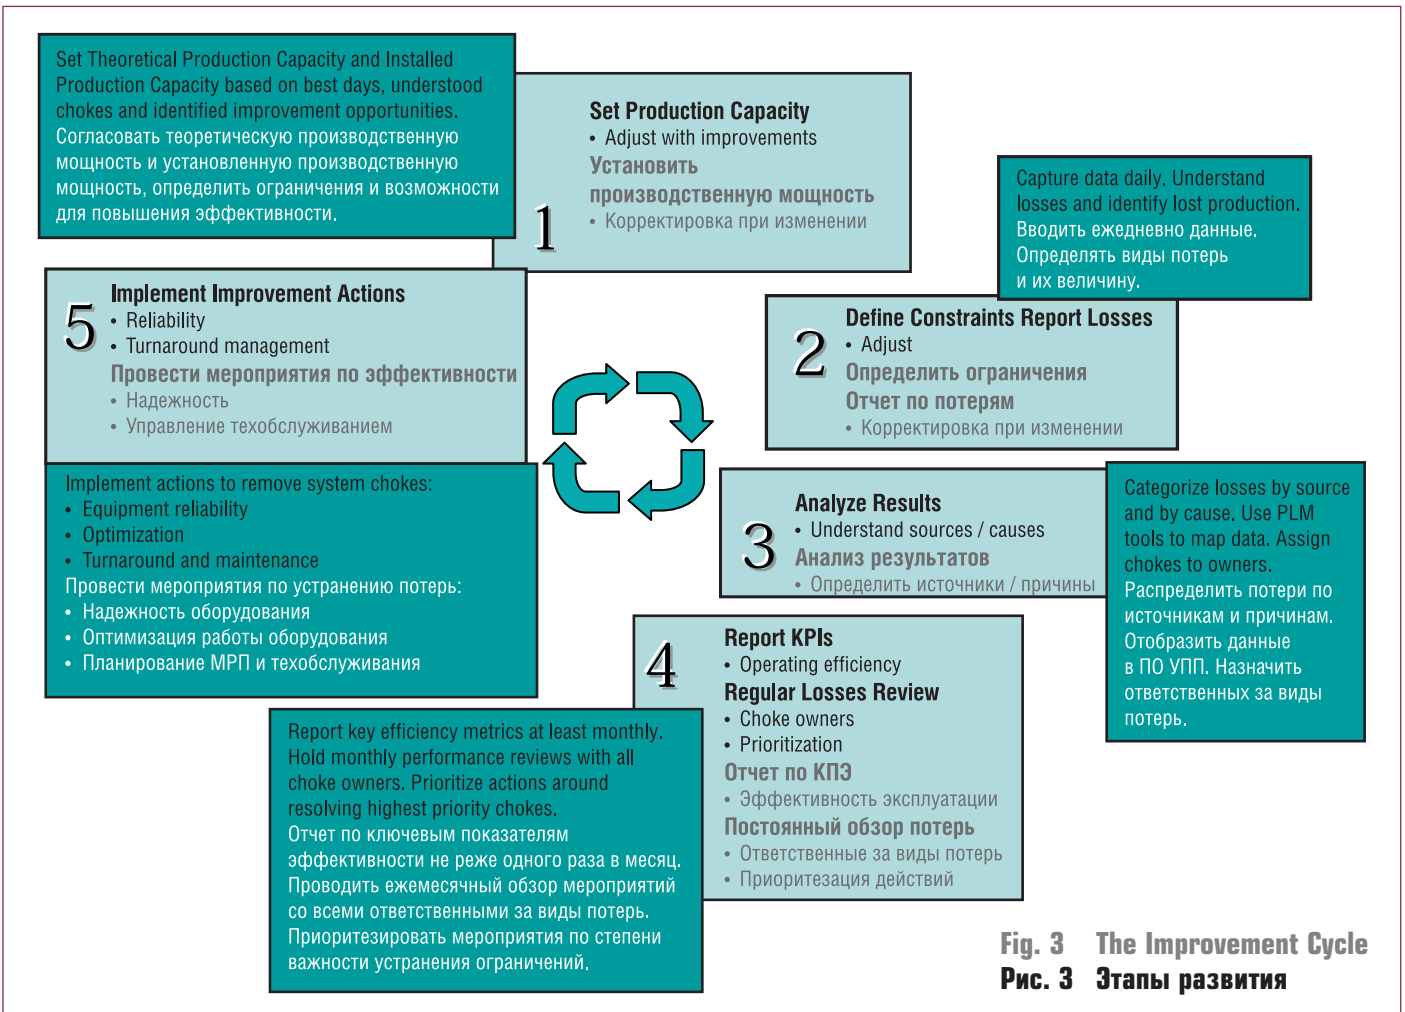 Set Theoretical Production Capacity and Installed
Production Capacity based on best days, understood
chokes and identified improvement opportunities.
Согласовать теоретическую производственную
мощность и установленную производственную
мощность, определить ограничения и возможности
для повышения эффективности.
1
Set Production Capacity
• Adjust with improvements
Установить
производственную мощность
• Корректировка при изменении
Capture data daily. Understand
losses and identify lost production.
Вводить ежедневно данные.
Определять виды потерь
и их величину.
2
Define Constraints Report Losses
• Adjust
Определить ограничения
Отчет по потерям
• Корректировка при изменении
3
Analyze Results
• Understand sources / causes
Анализ результатов
• Определить источники / причины
Categorize losses by source
and by cause. Use PLM
tools to map data. Assign
chokes to owners.
Распределить потери по
источникам и причинам.
Отобразить данные
в ПО УПП. Назначить
ответственных за виды
потерь.
4
Report KPIs
• Operating efficiency
Regular Losses Review
• Choke owners
• Prioritization
Отчет по КПЭ
• Эффективность эксплуатации
Постоянный обзор потерь
• Ответственные за виды потерь
• Приоритезация действий
Report key efficiency metrics at least monthly.
Hold monthly performance reviews with all
choke owners. Prioritize actions around
resolving highest priority chokes.
Отчет по ключевым показателям
эффективности не реже одного раза в месяц.
Проводить ежемесячный обзор мероприятий
со всеми ответственными за виды потерь.
Приоритезировать мероприятия по степени
важности устранения ограничений.
5
Implement Improvement Actions
• Reliability
• Turnaround management
Провести мероприятия по эффективности
• Надежность
• Управление техобслуживанием
Implement actions to remove system chokes:
• Equipment reliability
• Optimization
• Turnaround and maintenance
Провести мероприятия по устранению потерь:
• Надежность оборудования
• Оптимизация работы оборудования
• Планирование МРП и техобслуживания
Fig. 3 The Improvement Cycle
Рис. 3 Этапы развития